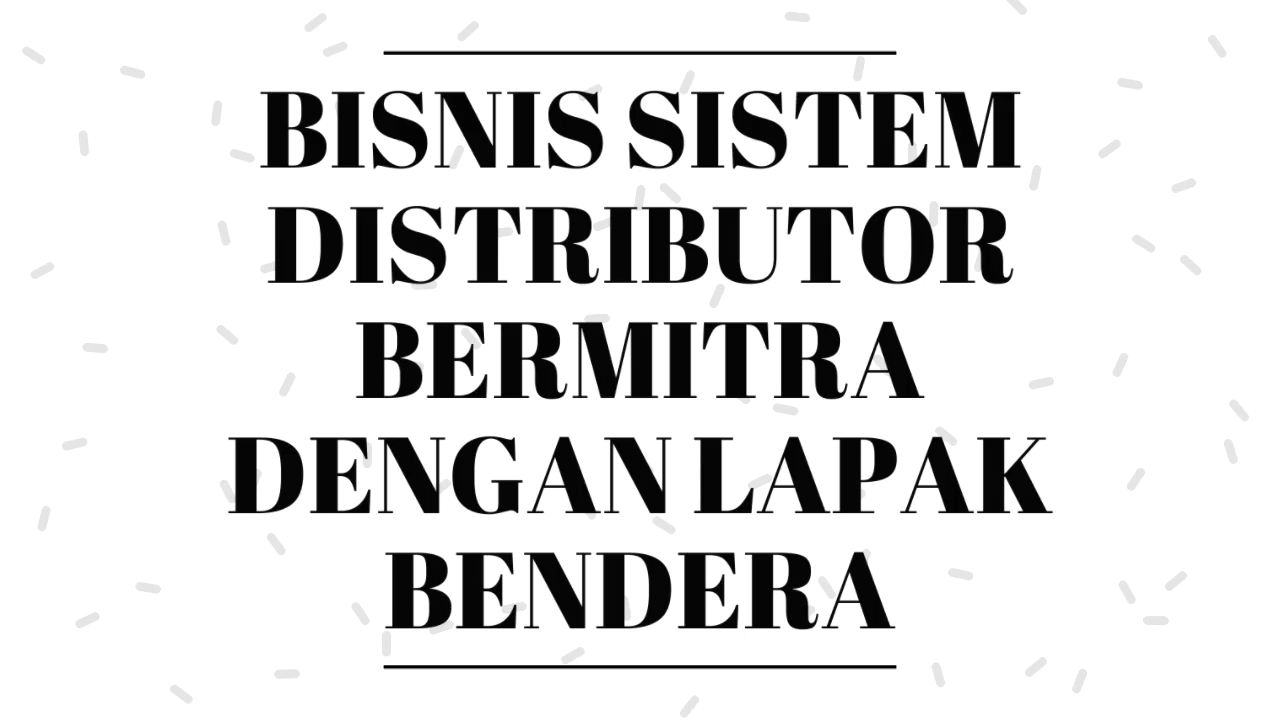 BISNIS SISTEM
DISTRIBUTOR
BERMITRA
DENGAN LAPAK
BENDERA